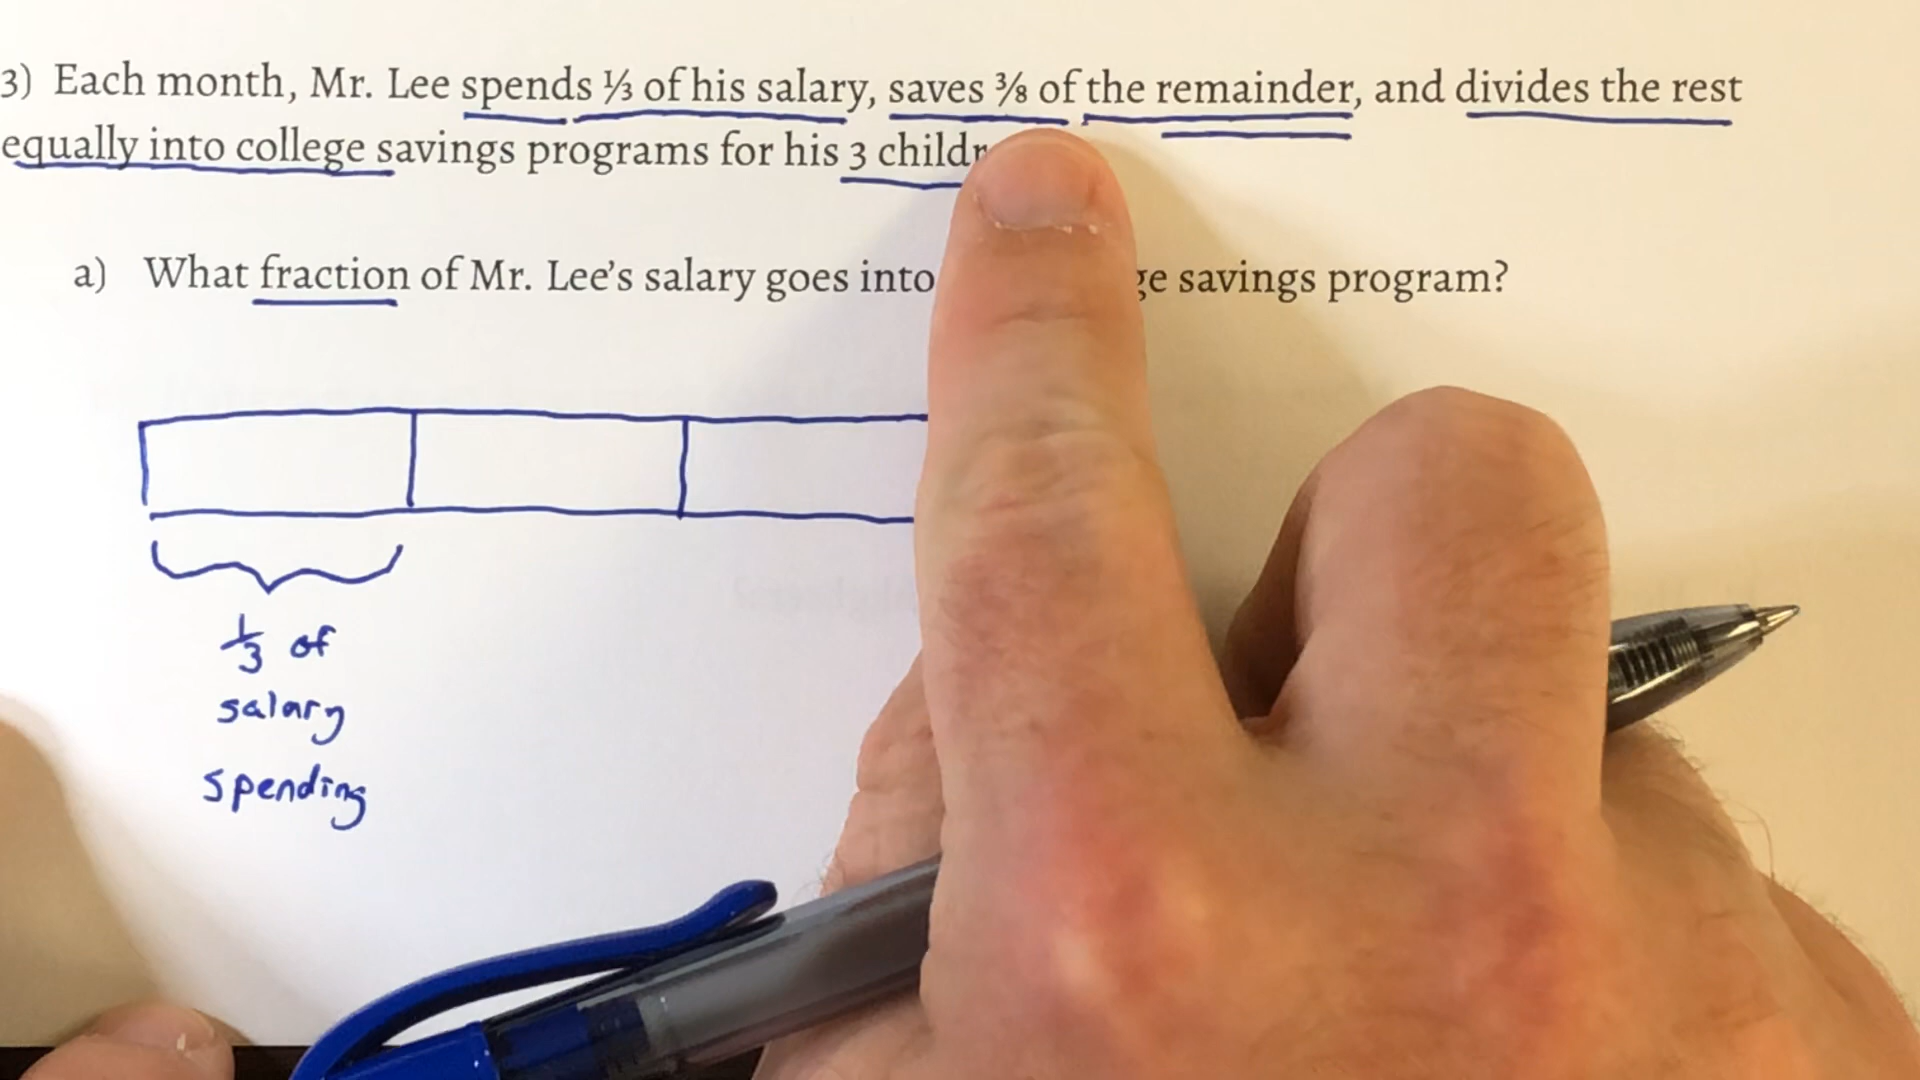 3) Each month, Mr. Lee spends ⅓ of his salary, saves ⅜ of the remainder, and divides the rest
equally into college savings programs for his 3
a) What fraction of Mr. Lee's salary goes into savings program?
1/3 of
salary
spending